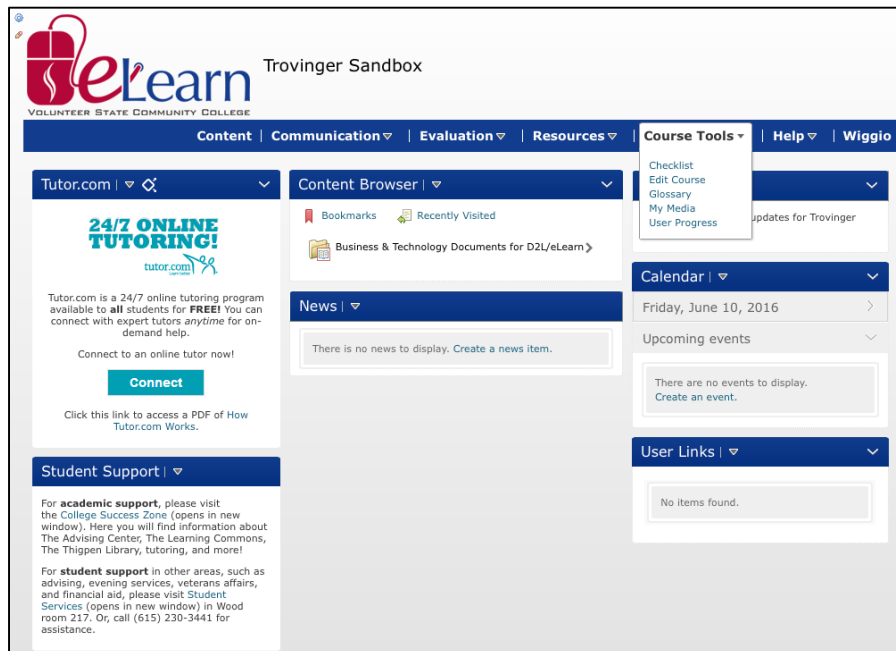 eLearn
VOLUNTEER STATE COMMUNITY COLLEGE
Trovinger Sandbox
Content | Communication | Evaluation | Resources | Course Tools | Help | Wiggio
Checklist
Edit Course
Glossary
My Media
User Progress
Tutor.com
24/7 ONLINE
TUTORING!
tutor.com
Tutor.com is a 24/7 online tutoring program
available to all students for FREE! You can
connect with expert tutors anytime for on-
demand help.
Connect to an online tutor now!
Connect
Click this link to access a PDF of How
Tutor.com Works.
Student Support
For academic support, please visit
the College Success Zone (opens in new
window). Here you will find information about
The Advising Center, The Learning Commons,
The Thigpen Library, tutoring, and more!
For student support in other areas, such as
advising, evening services, veterans affairs,
and financial aid, please visit Student
Services (opens in new window) in Wood
room 217. Or, call (615) 230-3441 for
assistance.
Content Browser
Bookmarks Recently Visited
Business & Technology Documents for D2L/eLearn
News
There is no news to display. Create a news item.
updates for Trovinger
Calendar
Friday, June 10, 2016
Upcoming events
There are no events to display.
Create an event.
User Links
No items found.